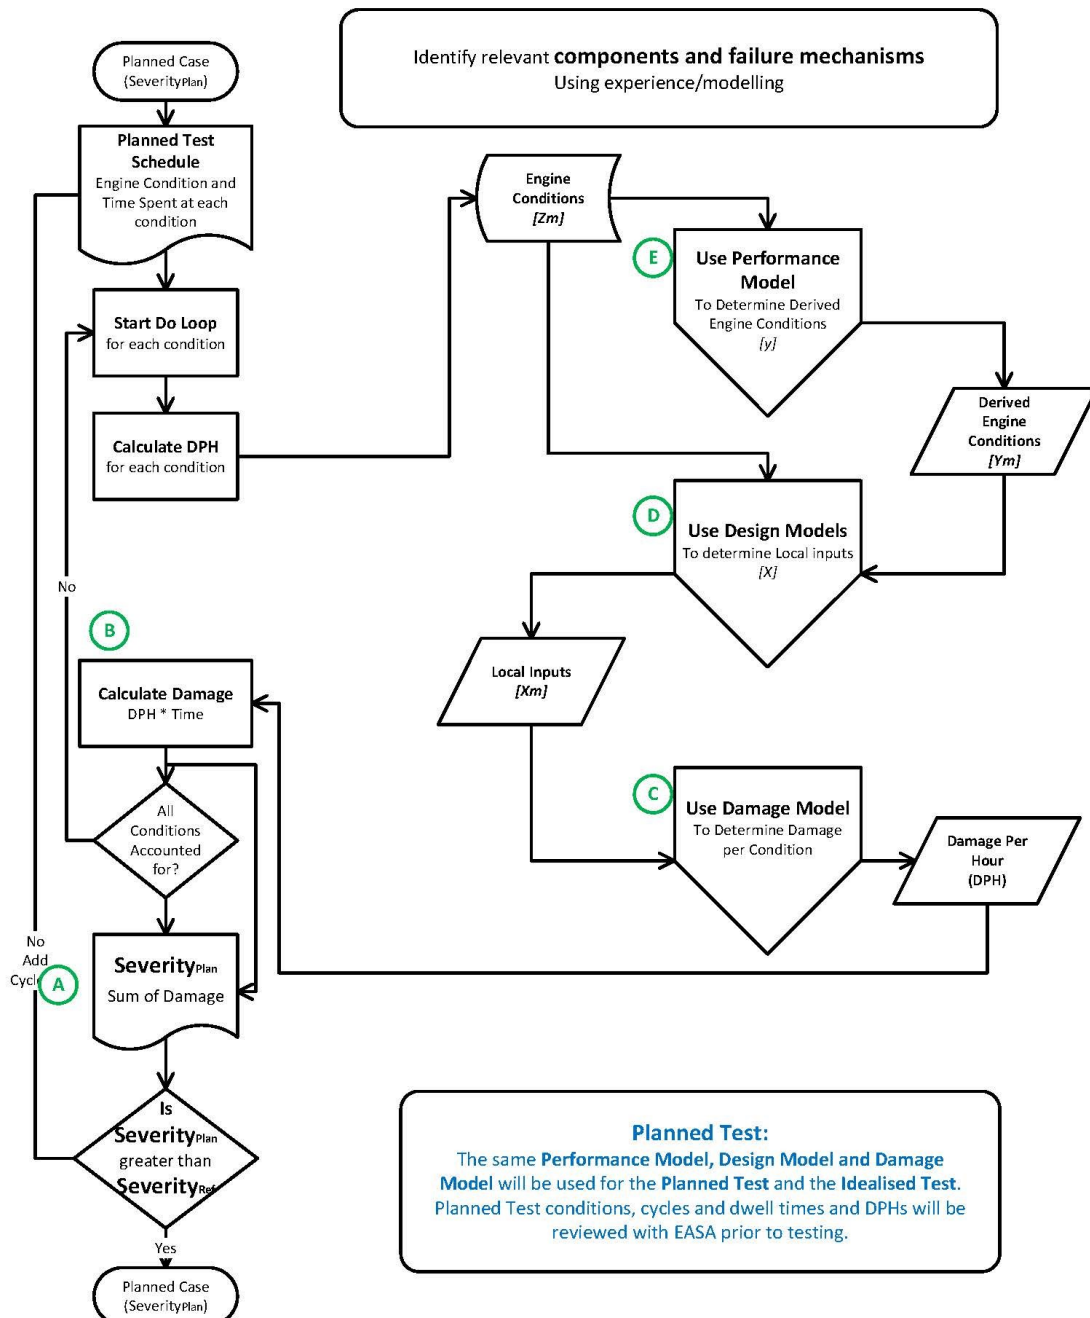 Planned Case
(SeverityPlan)
Identify relevant components and failure mechanisms
Using experience/modelling
Planned Test
Schedule
Engine Condition and
Time Spent at each
condition
Engine
Conditions
[Zm]
E
Use Performance
Model
To Determine Derived
Engine Conditions
[y]
Start Do Loop
for each condition
Derived
Engine
Conditions
[Ym]
Calculate DPH
for each condition
D
Use Design Models
To determine Local inputs
[X]
No
B
Calculate Damage
DPH * Time
Local Inputs
[Xm]
C
Use Damage Model
To Determine Damage
per Condition
Damage Per
Hour
(DPH)
All
Conditions
Accounted
for?
No
Add
Cycle
A
SeverityPlan
Sum of Damage
Is
SeverityPlan
greater than
SeverityRef
Yes
Planned Case
(SeverityPlan)
Planned Test:
The same Performance Model, Design Model and Damage
Model will be used for the Planned Test and the Idealised Test.
Planned Test conditions, cycles and dwell times and DPHs will be
reviewed with EASA prior to testing.